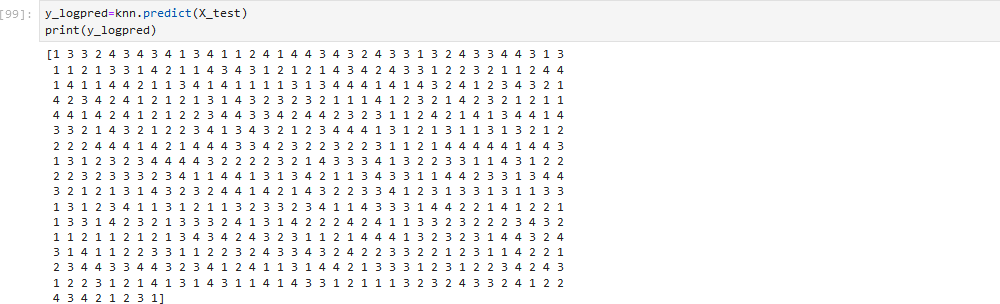 [99]:
y_logpred=knn.predict(X_test)
print(y_logpred)
[1 3 3 2 4 3 4 3 4 1 3 4 1 1 2 4 1 4 4 3 4 3 2 4 3 3 1 3 2 4 3 3 4 4 3 1 3
1 1 2 1 3 3 1 4 2 1 1 4 3 4 3 1 2 1 2 1 4 3 4 2 4 3 3 1 2 2 3 2 1 1 2 4 4
1 4 1 1 4 4 2 1 1 3 4 1 4 1 1 1 1 3 1 3 4 4 4 1 4 1 4 3 2 4 1 2 3 4 3 2 1
4 2 3 4 2 4 1 2 1 2 1 3 1 4 3 2 3 2 3 2 1 1 1 4 1 2 3 2 1 4 2 3 2 1 2 1 1
4 4 1 4 2 4 1 2 1 2 2 3 4 4 3 3 4 2 4 4 2 3 2 3 1 1 2 4 2 1 4 1 3 4 4 1 4
3 3 2 1 4 3 2 1 2 2 3 4 1 3 4 3 2 1 2 3 4 4 4 1 3 1 2 1 3 1 1 3 1 3 2 1 2
2 2 2 4 4 4 1 4 2 1 4 4 4 3 3 4 2 3 2 2 3 2 2 3 1 1 2 1 4 4 4 4 4 1 4 4 3
1 3 1 2 3 2 3 4 4 4 4 3 2 2 2 2 3 2 1 4 3 3 3 4 1 3 2 2 3 3 1 1 4 3 1 2 2
2 2 3 2 3 3 3 2 3 4 1 4 4 1 3 1 3 4 2 1 1 3 4 3 3 1 1 4 4 2 3 3 1 3 4 4
3 2 1 2 1 3 1 4 3 2 3 2 4 4 1 4 2 1 4 3 2 2 3 3 4 1 2 3 1 3 3 1 3 1 1 3 3
1 3 1 2 3 4 1 1 3 1 2 1 1 3 2 3 3 2 3 4 1 1 4 3 3 3 1 4 4 2 2 1 4 1 2 2 1
1 3 3 1 4 2 3 2 1 3 3 3 2 4 1 3 1 4 2 2 2 4 2 4 1 1 3 3 2 3 2 2 2 3 4 3 2
1 1 2 1 1 2 1 2 1 3 4 3 4 2 4 3 2 3 1 1 2 1 4 4 4 1 3 2 3 2 3 1 4 4 3 2 4
3 1 4 1 1 2 2 3 3 1 1 2 2 3 2 4 3 3 4 3 2 4 2 2 3 3 2 2 1 2 3 1 1 4 2 2 1
2 3 4 4 3 3 4 4 3 2 3 4 1 2 4 1 1 3 1 4 4 2 1 3 3 3 1 2 3 1 2 2 3 4 2 4 3
1 2 2 3 1 2 1 4 1 3 1 4 3 1 1 4 1 4 3 3 1 2 1 1 1 3 2 3 2 4 3 3 2 4 1 2 2
4 3 4 2 1 2 3 1]